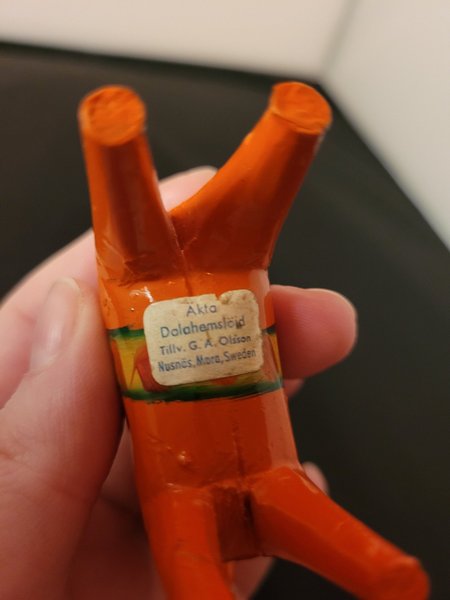 Äkta
Dalahemslöjd
Tillv. G. A. Olsson
Nusnäs, Mora, Sweden